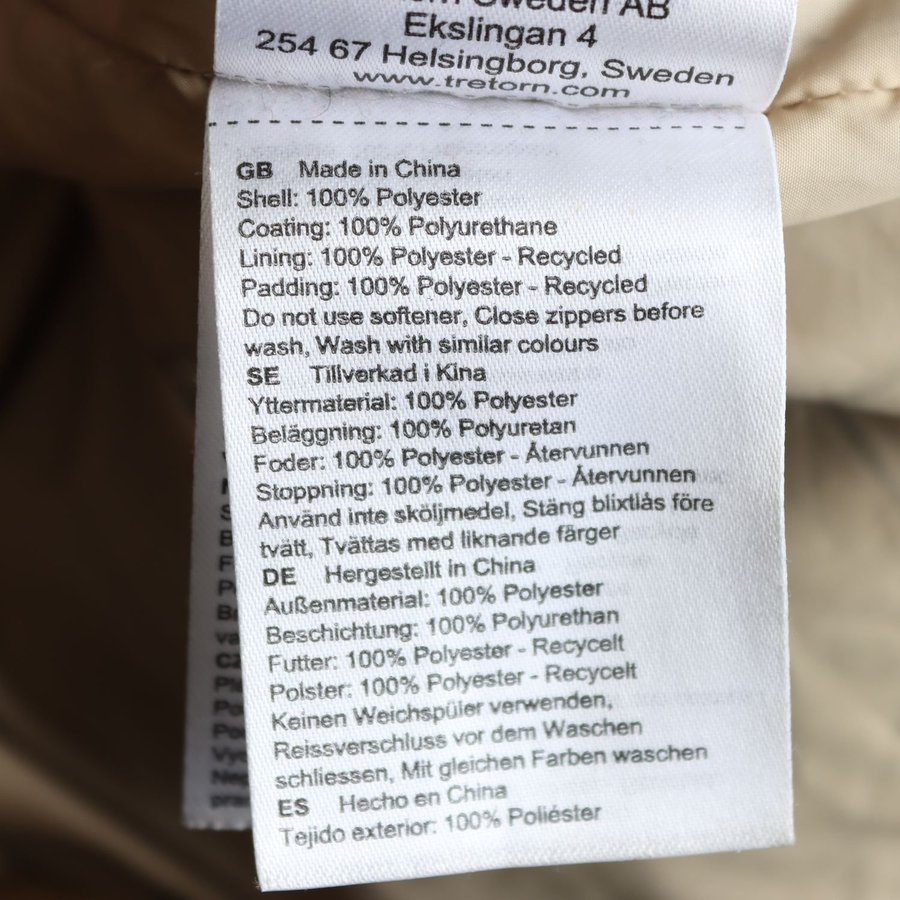 Sweden AB
Ekslingan 4
254 67 Helsingborg, Sweden
www.tretorn.com
GB Made in China
Shell: 100% Polyester
Coating: 100% Polyurethane
Lining: 100% Polyester - Recycled
Padding: 100% Polyester - Recycled
Do not use softener, Close zippers before
wash, Wash with similar colours
SE Tillverkad i Kina
Yttermaterial: 100% Polyester
Beläggning: 100% Polyuretan
Foder: 100% Polyester - Återvunnen
Stoppning: 100% Polyester - Återvunnen
Använd inte sköljmedel, Stäng blixtlås före
tvätt, Tvättas med liknande färger
DE Hergestellt in China
Außenmaterial: 100% Polyester
Beschichtung: 100% Polyurethan
Futter: 100% Polyester - Recycelt
Polster: 100% Polyester - Recycelt
Keinen Weichspüler verwenden,
Reissverschluss vor dem Waschen
schliessen, Mit gleichen Farben waschen
ES Hecho en China
Tejido exterior: 100% Poliéster